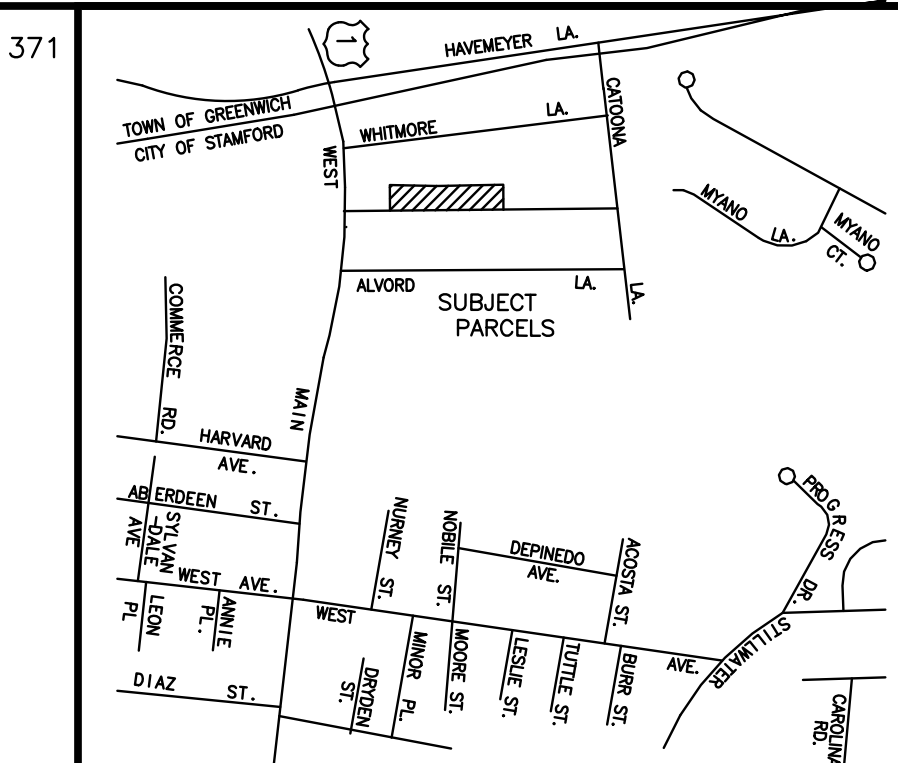 371
1
HAVEMEYER LA.
TOWN OF GREENWICH
CITY OF STAMFORD
WHITMORE LA.
CATOONA
LA.
WEST
MAIN
MYANO
LA.
MYANO
CT.
ALVORD LA.
SUBJECT
PARCELS
COMMERCE RD.
HARVARD
AVE.
ABERDEEN ST.
SYLVAN
-DALE
AVE
WEST AVE.
LEON
PL
ANNIE
PL.
DIAZ ST.
WEST
AVE.
NURNEY ST.
NOBILE ST.
DEPINEDO
AVE.
ACOSTA ST.
PROGRESS DR.
STILLWATER
DRYDEN
ST.
MINOR PL.
MOORE ST.
LESLIE ST.
TUTTLE ST.
BURR ST.
CAROLINA
RD.